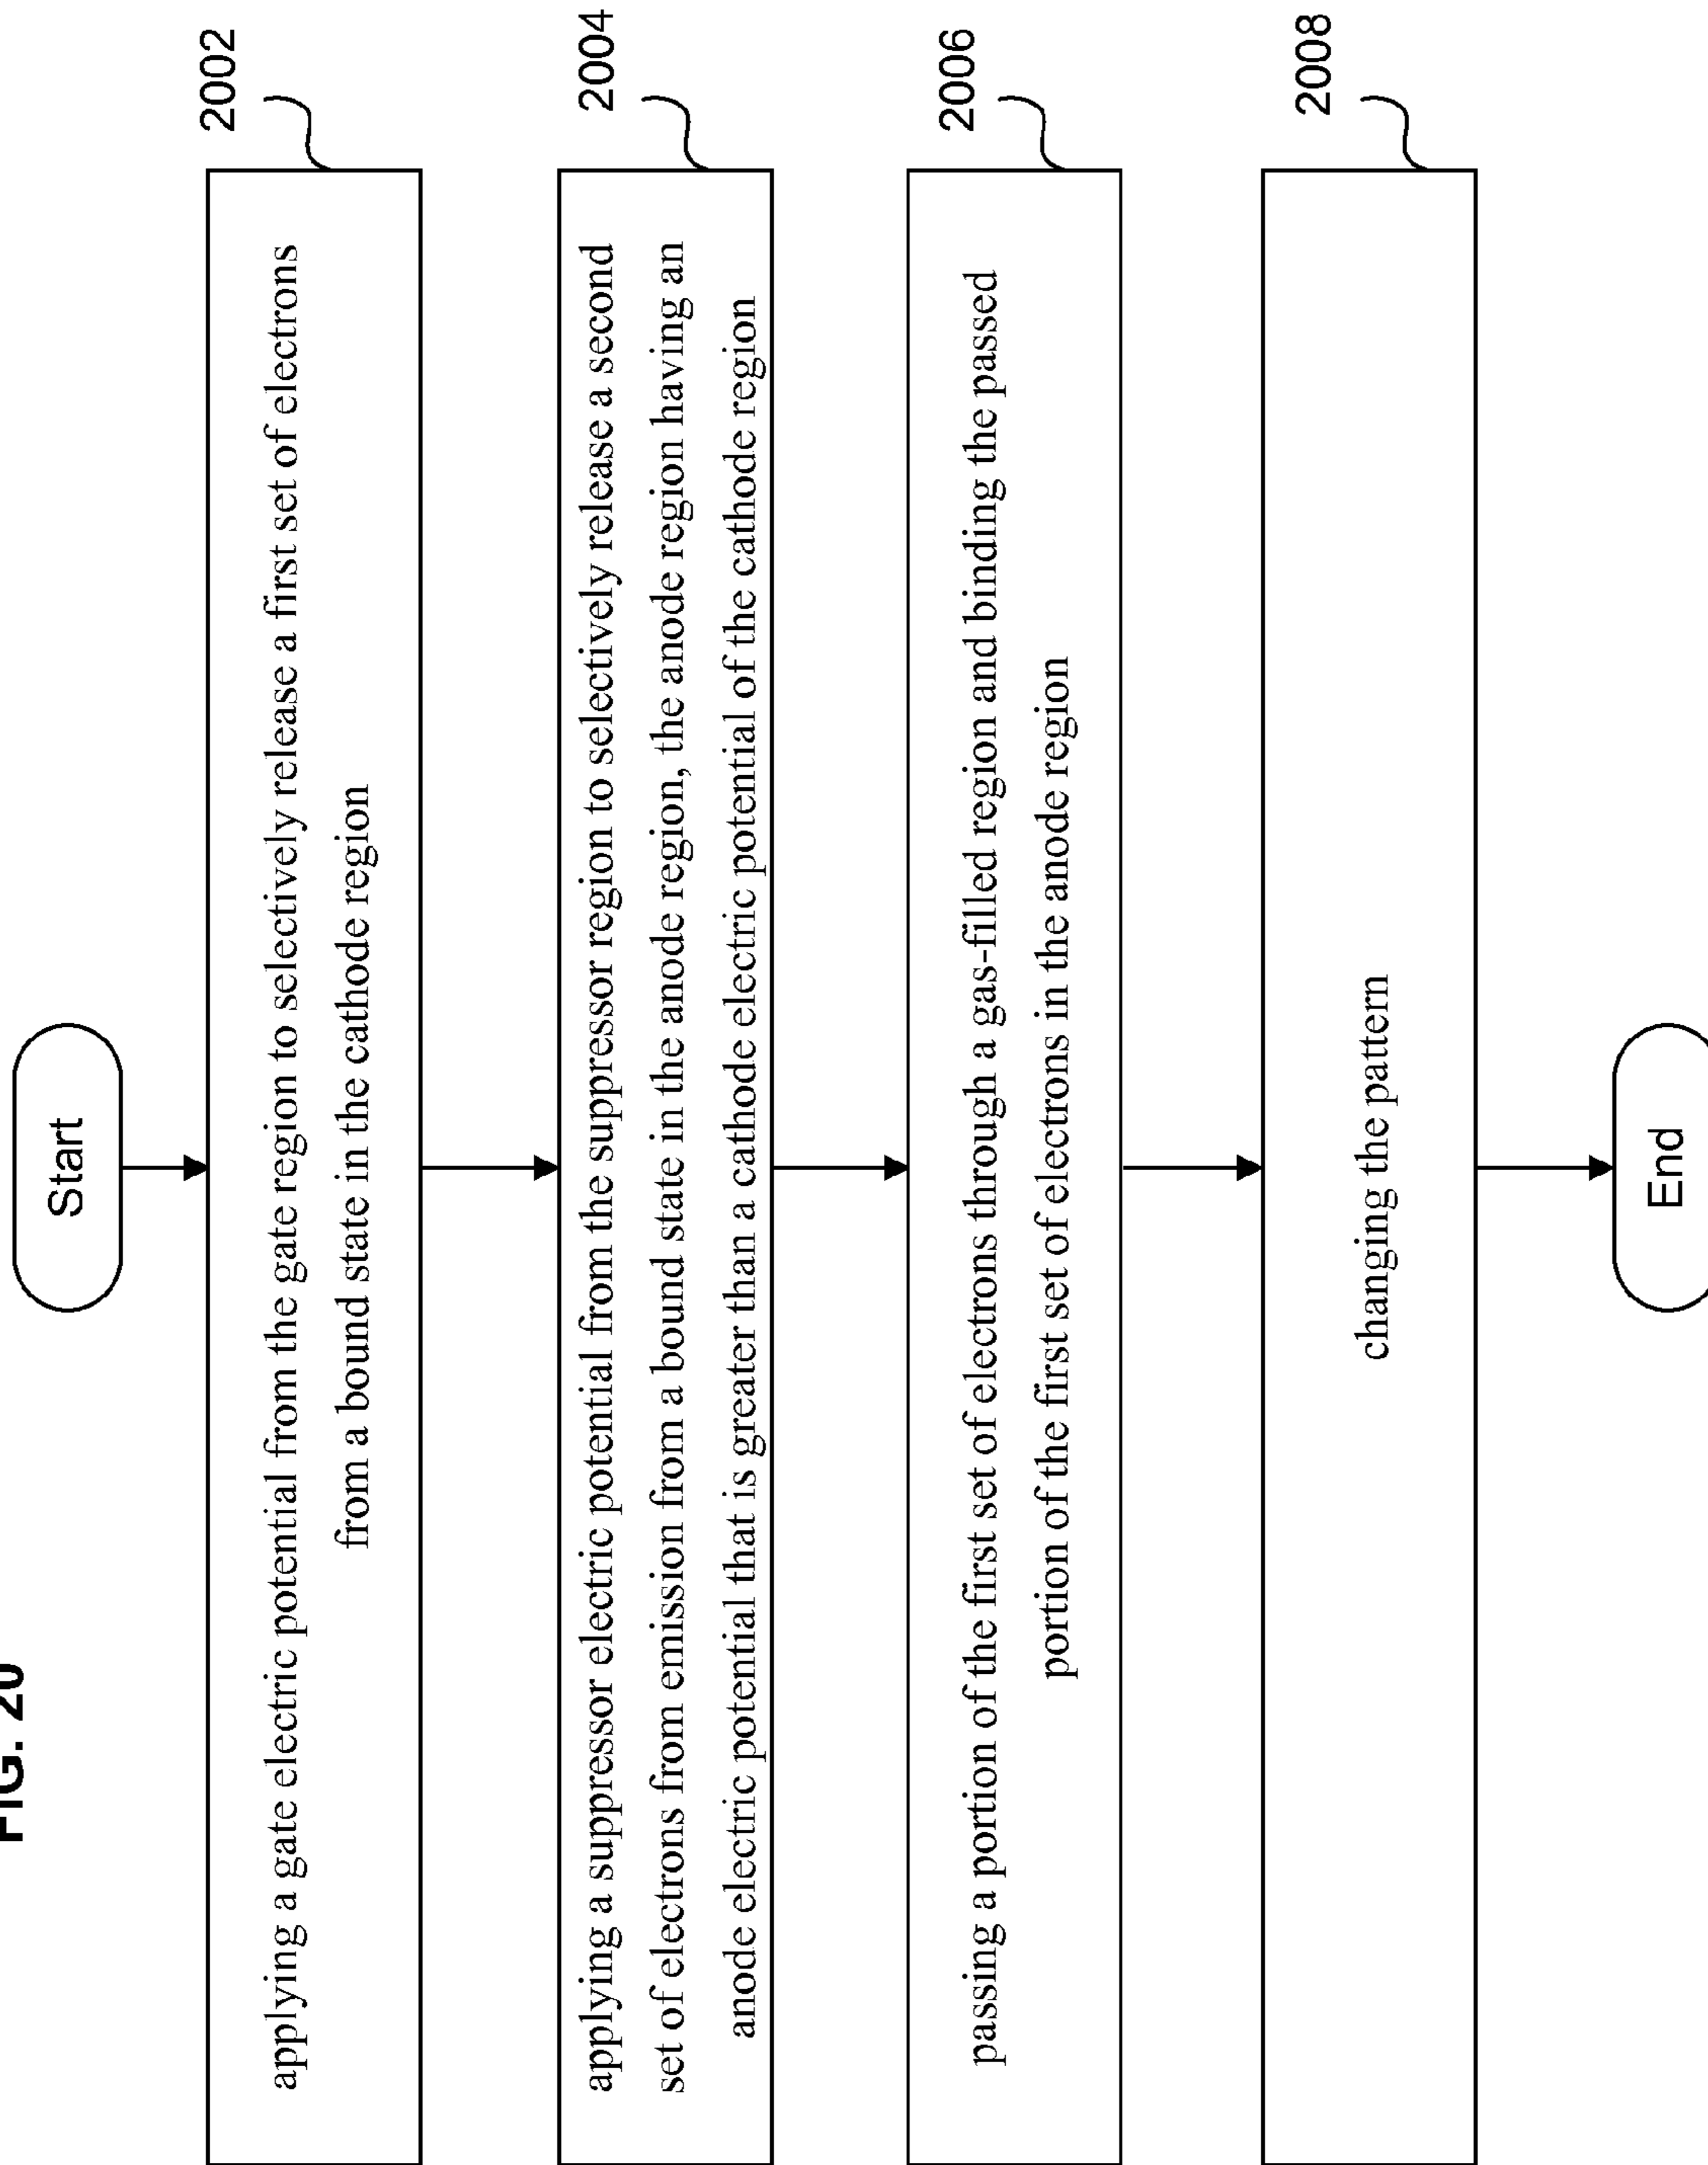 FIG. 20
Start
2002
applying a gate electric potential from the gate region to selectively release a first set of electrons
from a bound state in the cathode region
2004
applying a suppressor electric potential from the suppressor region to selectively release a second
set of electrons from emission from a bound state in the anode region, the anode region having an
anode electric potential that is greater than a cathode electric potential of the cathode region
2006
passing a portion of the first set of electrons through a gas-filled region and binding the passed
portion of the first set of electrons in the anode region
2008
changing the pattern
End